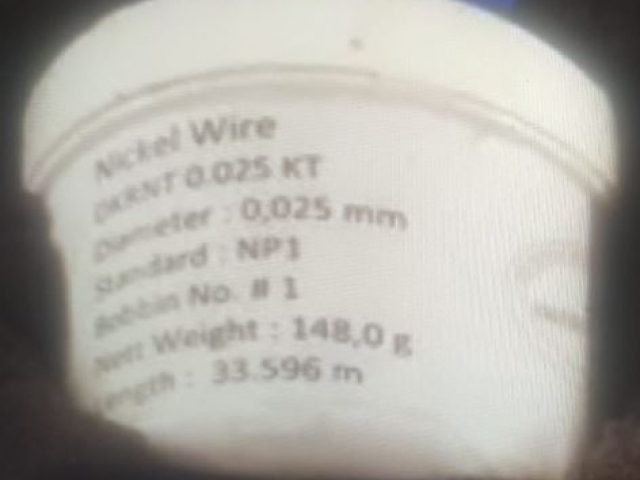 Nickel Wire
DKRNT 0.025 KT
Diameter : 0,025 mm
Standard : NP1
Bobbin No. # 1
Nett Weight : 148,0 g
Length : 33.596 m